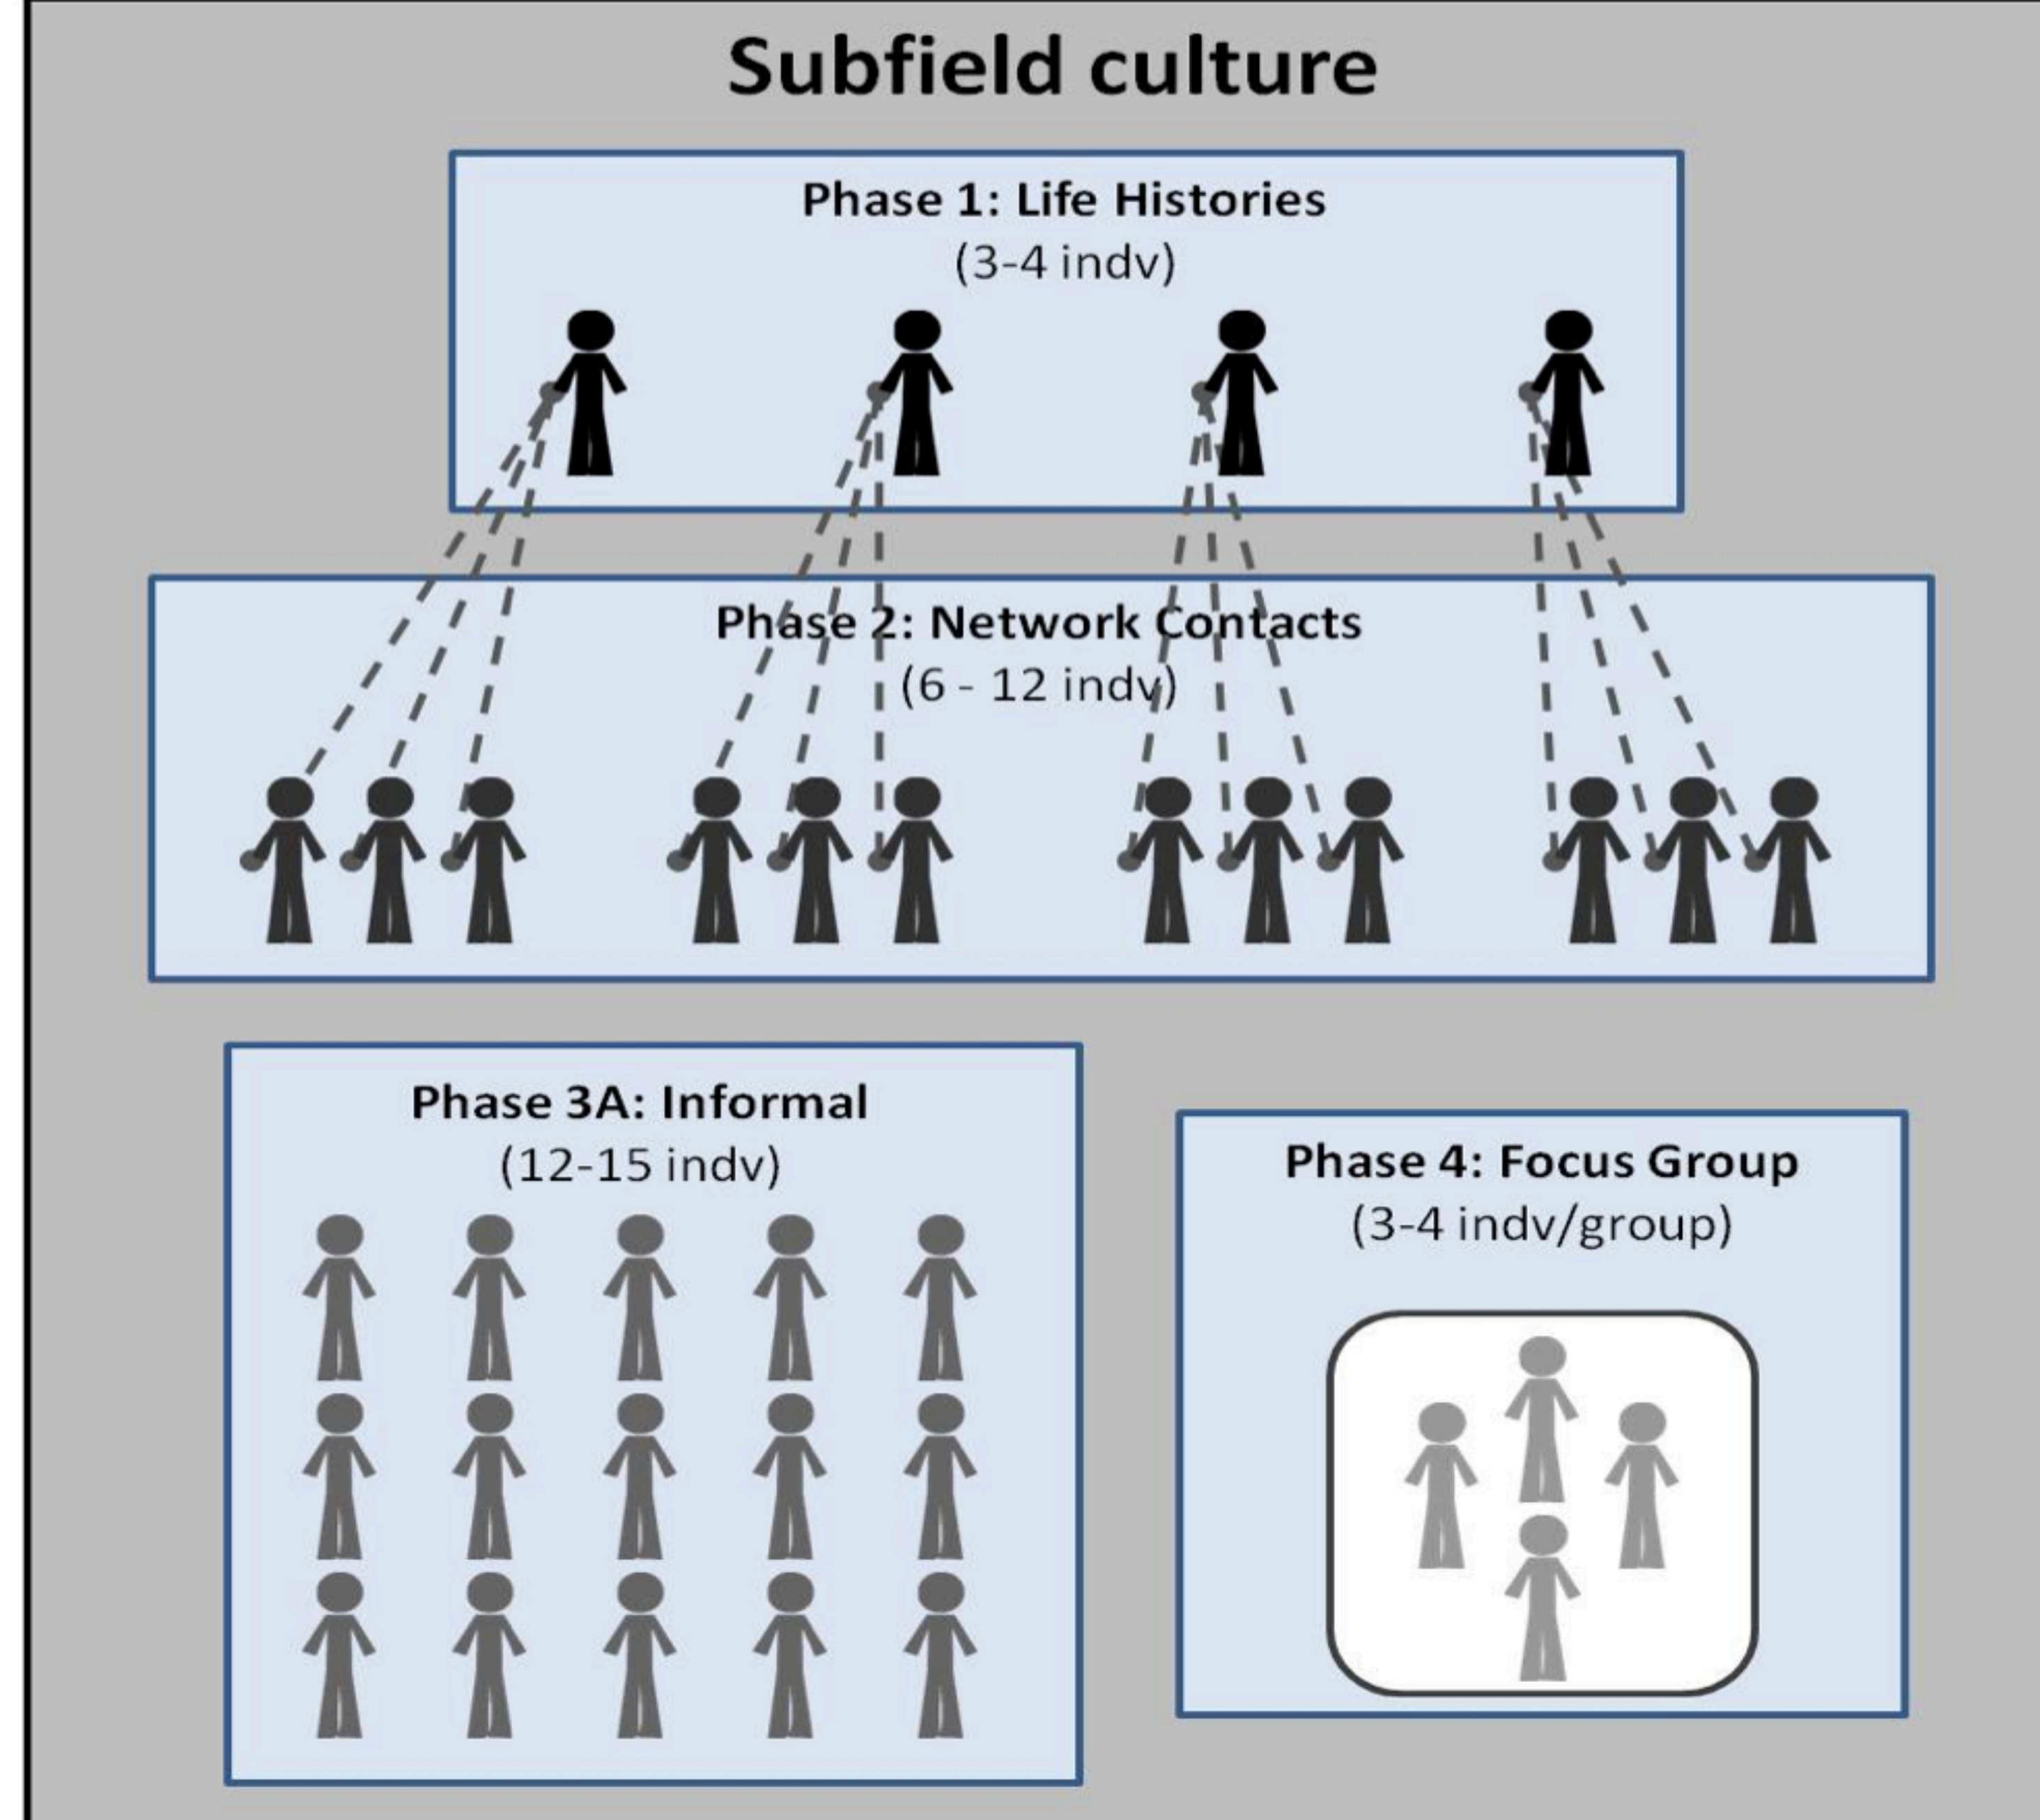 Subfield culture
Phase 1: Life Histories
(3-4 indv)
Phase 2: Network Contacts
(6 - 12 indv)
Phase 3A: Informal
(12-15 indv)
Phase 4: Focus Group
(3-4 indv/group)